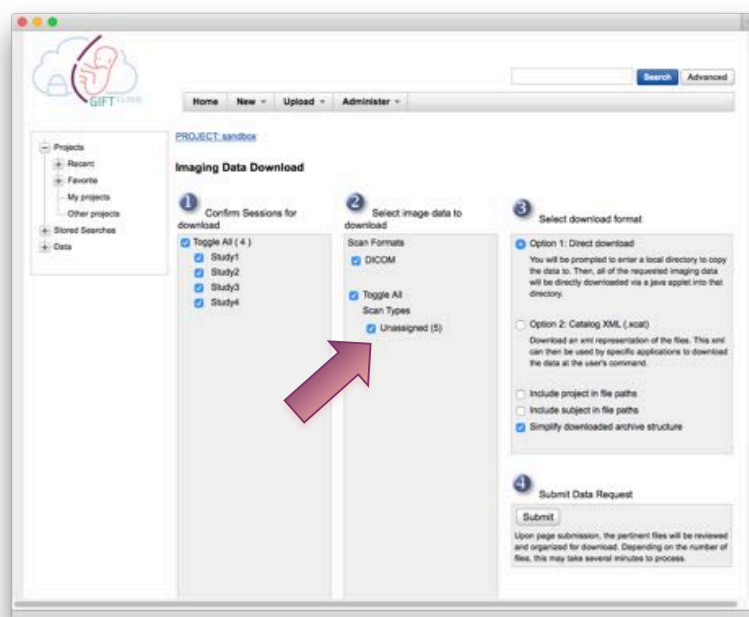 GIFT CLOUD
Search
Advanced
Home
New
Upload
Administer
Projects
Recent
Favorite
My projects
Other projects
Stored Searches
Data
PROJECT: sandbox
Imaging Data Download
1
Confirm Sessions for
download
Toggle All ( 4 )
Study1
Study2
Study3
Study4
2
Select image data to
download
Scan Formats
DICOM
Toggle All
Scan Types
Unassigned (5)
3
Select download format
Option 1: Direct download
You will be prompted to enter a local directory to copy
the data to. Then, all of the requested imaging data
will be directly downloaded via a java applet into that
directory.
Option 2: Catalog XML (.xcat)
Download an xml representation of the files. This xml
can then be used by specific applications to download
the data at the user's command.
Include project in file paths
Include subject in file paths
Simplify downloaded archive structure
4
Submit Data Request
Submit
Upon page submission, the pertinent files will be reviewed
and organized for download. Depending on the number of
files, this may take several minutes to process.